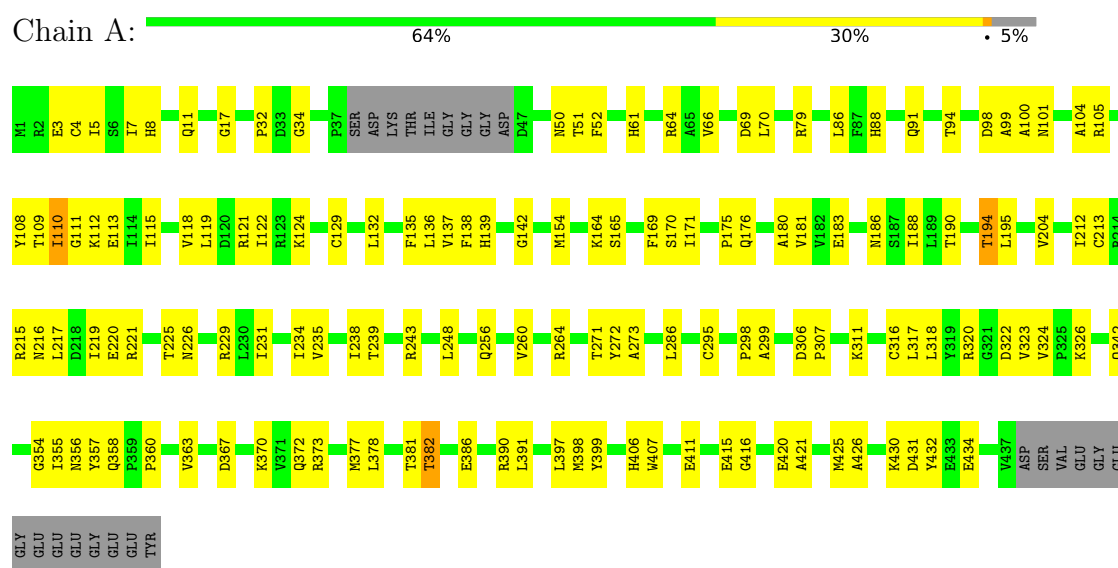 Chain A:
64% 30% • 5%
M1 R2 E3 C4 I5 S6 I7 H8 Q11 G17 P32 D33 G34 P37 SER ASP LYS THR ILE GLY GLY GLY ASP D47 N50 T51 F52 H61 R64 A65 V66 D69 L70 R79 L86 F87 H88 Q91 T94 D98 A99 A100 N101 A104 R105
Y108 T109 I110 G111 K112 E113 I114 I115 V118 L119 D120 R121 I122 R123 K124 C129 L132 F135 L136 V137 F138 H139 G142 M154 K164 S165 F169 S170 I171 P175 Q176 A180 V181 V182 E183 N186 S187 I188 L189 T190 T194 L195 V204 I212 C213 R214
R215 N216 L217 D218 I219 E220 R221 T225 N226 R229 L230 I231 I234 V235 I238 T239 R243 L248 Q256 V260 R264 T271 Y272 A273 L286 C295 P298 A299 D306 P307 K311 C316 L317 L318 Y319 R320 G321 D322 V323 V324 P325 K326 Q342
G354 I355 N356 Y357 Q358 P359 P360 V363 D367 K370 V371 Q372 R373 M377 L378 T381 T382 E386 R390 L391 L397 M398 Y399 H406 W407 E411 E415 G416 E420 A421 M425 A426 K430 D431 Y432 E433 E434 V437 ASP SER VAL GLU GLY GLU
GLY GLU GLU GLU GLY GLU GLU TYR